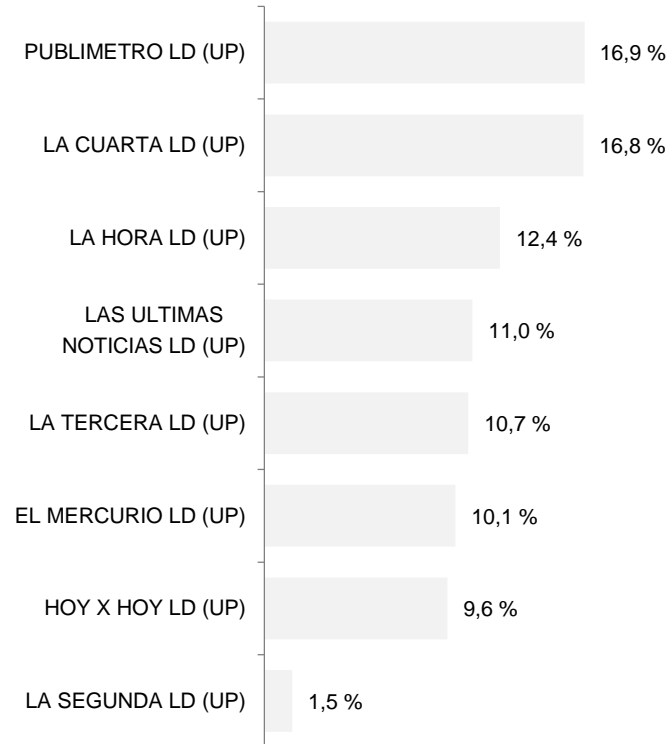 PUBLIMETRO LD (UP) 16,9 %
LA CUARTA LD (UP) 16,8 %
LA HORA LD (UP) 12,4 %
LAS ULTIMAS
NOTICIAS LD (UP) 11,0 %
LA TERCERA LD (UP) 10,7 %
EL MERCURIO LD (UP) 10,1 %
HOY X HOY LD (UP) 9,6 %
LA SEGUNDA LD (UP) 1,5 %